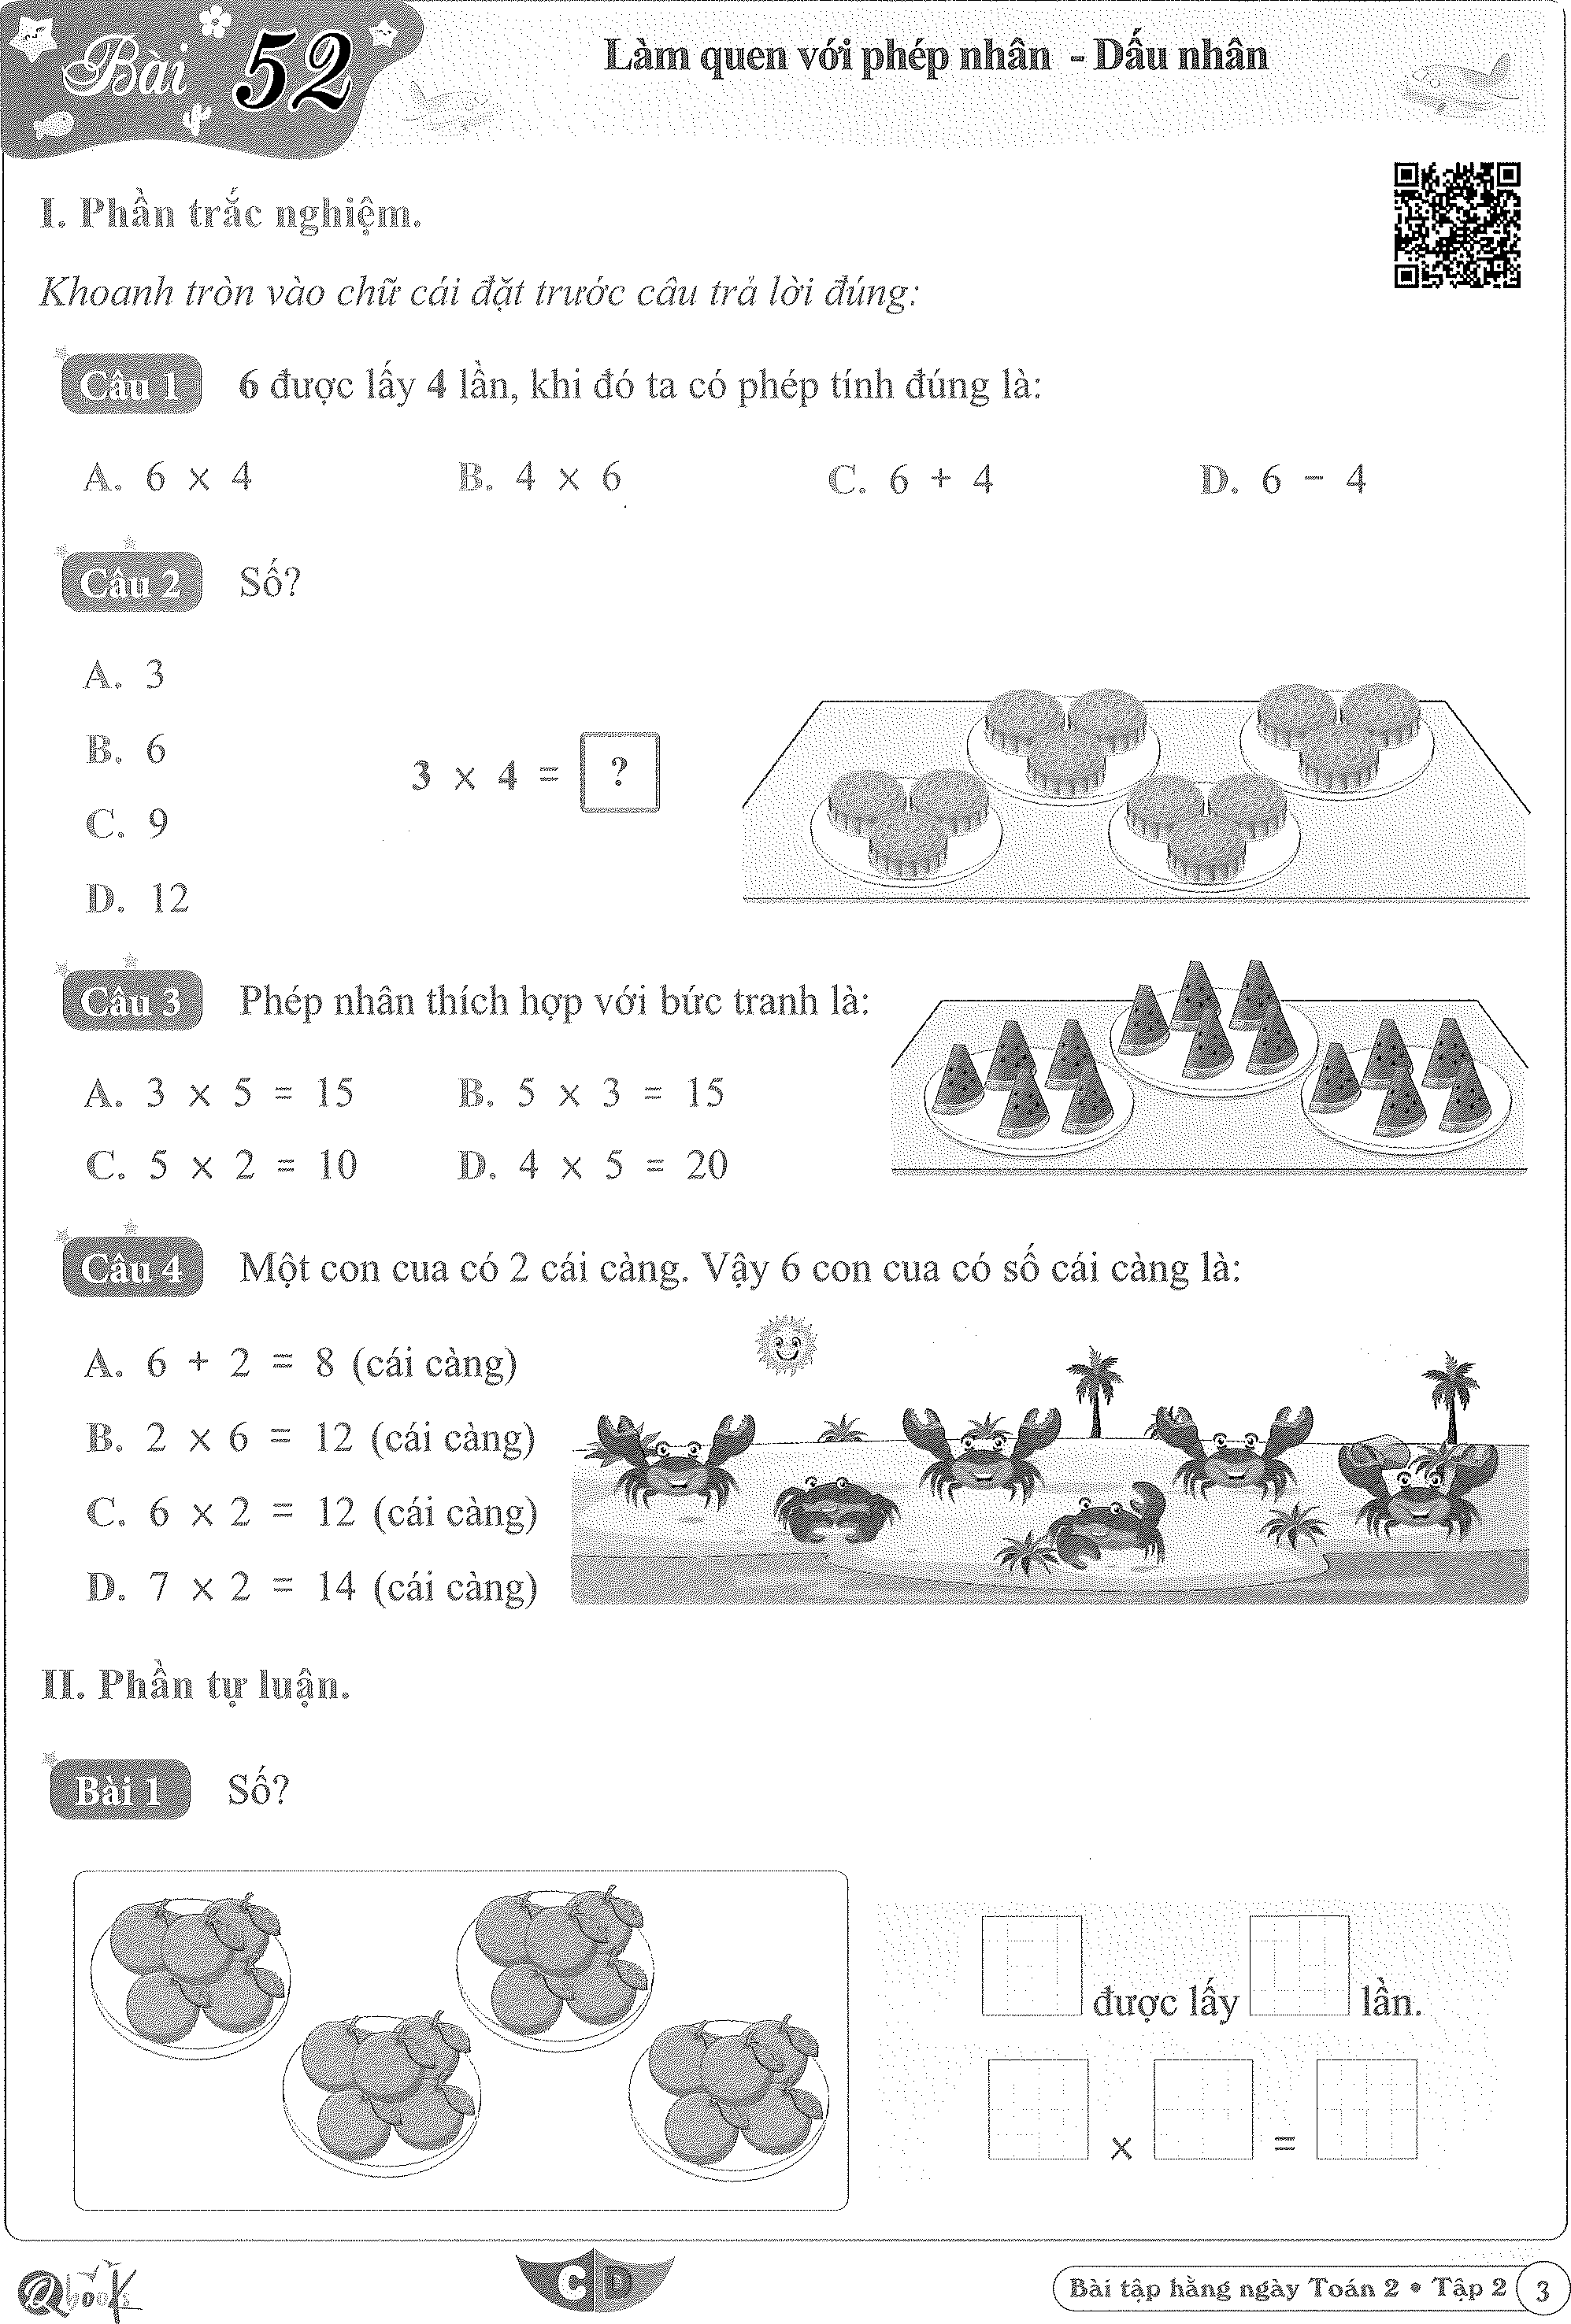 Bài 52
Làm quen với phép nhân - Dấu nhân
I. Phần trắc nghiệm.
Khoanh tròn vào chữ cái đặt trước câu trả lời đúng:
Câu 1 6 được lấy 4 lần, khi đó ta có phép tính đúng là:
A. 6 × 4 B. 4 × 6 C. 6 + 4 D. 6 − 4
Câu 2 Số?
A. 3
B. 6
3 × 4 = ?
C. 9
D. 12
Câu 3 Phép nhân thích hợp với bức tranh là:
A. 3 × 5 = 15 B. 5 × 3 = 15
C. 5 × 2 = 10 D. 4 × 5 = 20
Câu 4 Một con cua có 2 cái càng. Vậy 6 con cua có số cái càng là:
A. 6 + 2 = 8 (cái càng)
B. 2 × 6 = 12 (cái càng)
C. 6 × 2 = 12 (cái càng)
D. 7 × 2 = 14 (cái càng)
II. Phần tự luận.
Bài 1 Số?
được lấy lần.
× =
Qbooks CD Bài tập hằng ngày Toán 2 • Tập 2 3